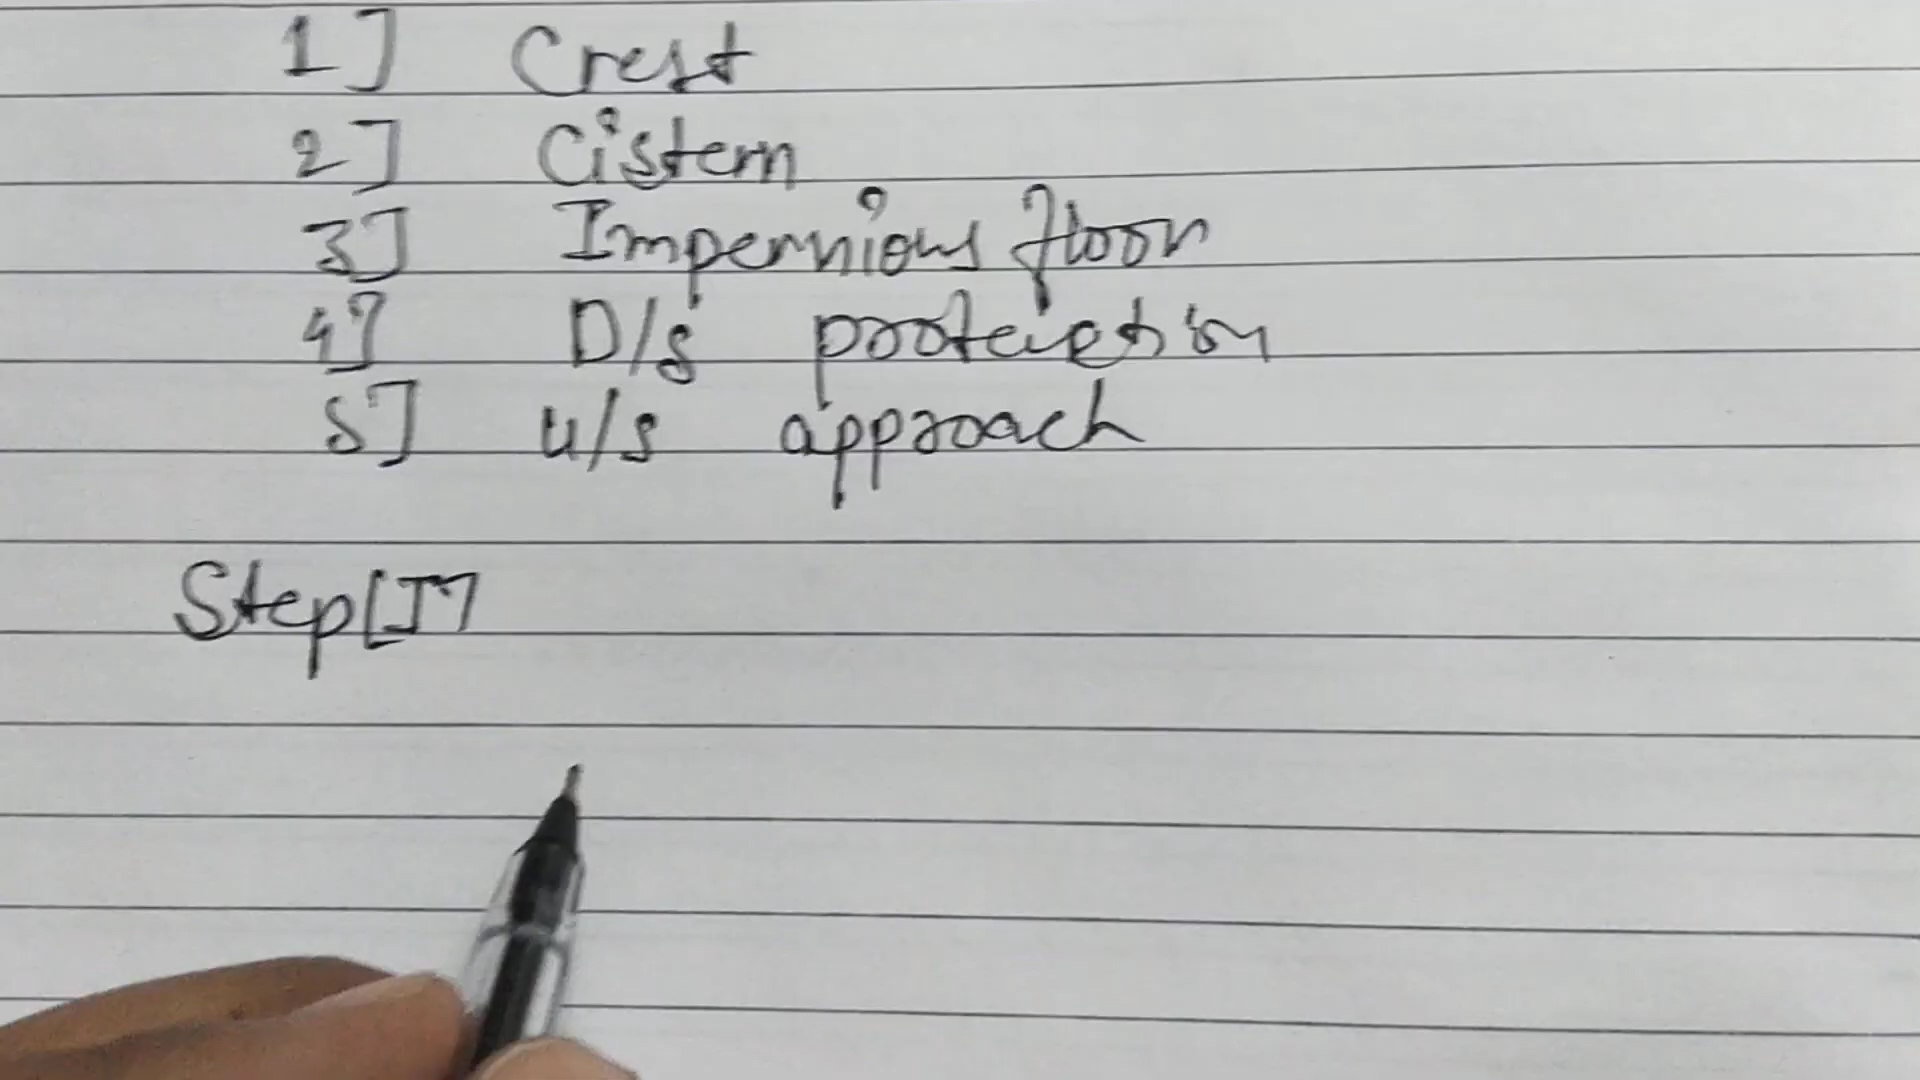 1] Crest
2] Cistern
3] Impervious floor
4] D/s protection
5] u/s approach
Step[I]